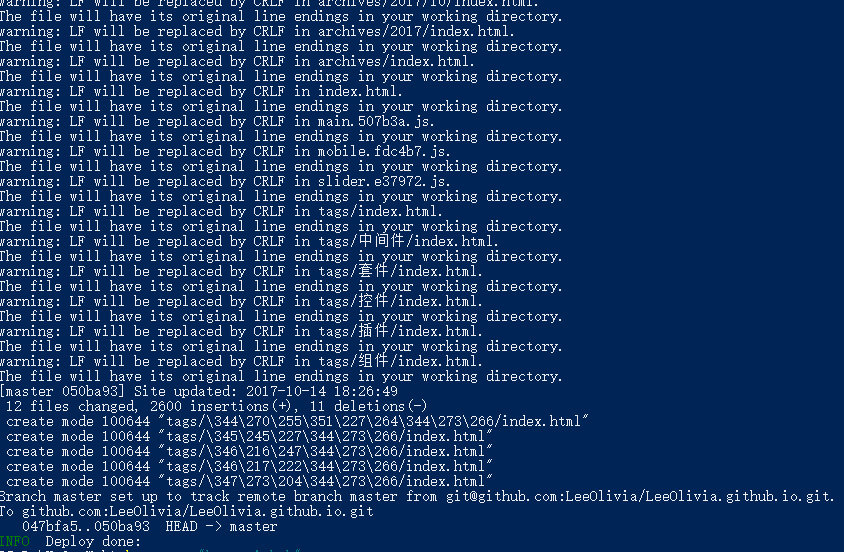 warning: LF will be replaced by CRLF in archives/2017/10/index.html.
The file will have its original line endings in your working directory.
warning: LF will be replaced by CRLF in archives/2017/index.html.
The file will have its original line endings in your working directory.
warning: LF will be replaced by CRLF in archives/index.html.
The file will have its original line endings in your working directory.
warning: LF will be replaced by CRLF in index.html.
The file will have its original line endings in your working directory.
warning: LF will be replaced by CRLF in main.507b3a.js.
The file will have its original line endings in your working directory.
warning: LF will be replaced by CRLF in mobile.fdc4b7.js.
The file will have its original line endings in your working directory.
warning: LF will be replaced by CRLF in slider.e37972.js.
The file will have its original line endings in your working directory.
warning: LF will be replaced by CRLF in tags/index.html.
The file will have its original line endings in your working directory.
warning: LF will be replaced by CRLF in tags/中间件/index.html.
The file will have its original line endings in your working directory.
warning: LF will be replaced by CRLF in tags/套件/index.html.
The file will have its original line endings in your working directory.
warning: LF will be replaced by CRLF in tags/控件/index.html.
The file will have its original line endings in your working directory.
warning: LF will be replaced by CRLF in tags/插件/index.html.
The file will have its original line endings in your working directory.
warning: LF will be replaced by CRLF in tags/组件/index.html.
The file will have its original line endings in your working directory.
[master 050ba93] Site updated: 2017-10-14 18:26:49
12 files changed, 2600 insertions(+), 11 deletions(-)
create mode 100644 "tags/\344\270\255\351\227\264\344\273\266/index.html"
create mode 100644 "tags/\345\245\227\344\273\266/index.html"
create mode 100644 "tags/\346\216\247\344\273\266/index.html"
create mode 100644 "tags/\346\217\222\344\273\266/index.html"
create mode 100644 "tags/\347\273\204\344\273\266/index.html"
Branch master set up to track remote branch master from git@github.com:LeeOlivia/LeeOlivia.github.io.git.
To github.com:LeeOlivia/LeeOlivia.github.io.git
047bfa5..050ba93 HEAD -> master
INFO Deploy done: